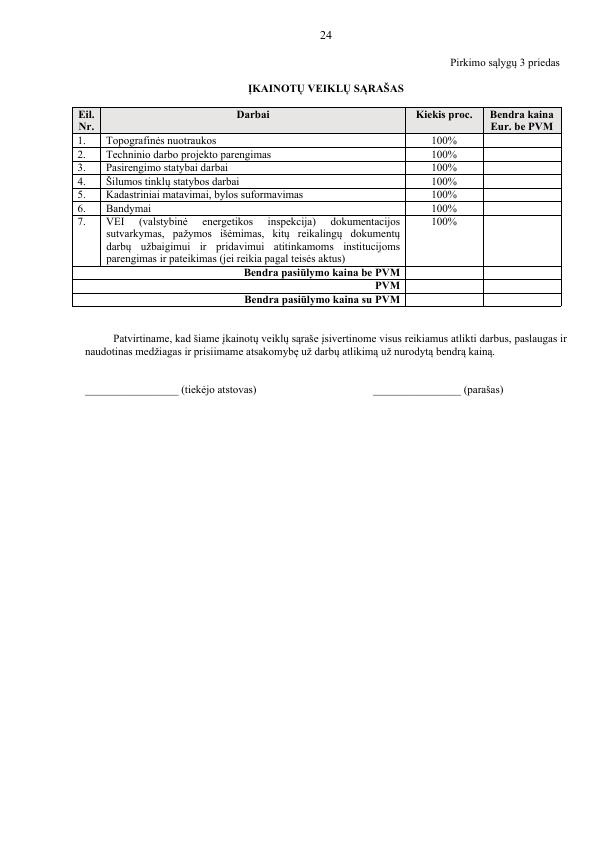 24
Pirkimo sąlygų 3 priedas
ĮKAINOTŲ VEIKLŲ SĄRAŠAS
Eil. Nr. Darbai Kiekis proc. Bendra kaina Eur. be PVM
1. Topografinės nuotraukos 100%
2. Techninio darbo projekto parengimas 100%
3. Pasirengimo statybai darbai 100%
4. Šilumos tinklų statybos darbai 100%
5. Kadastriniai matavimai, bylos suformavimas 100%
6. Bandymai 100%
7. VEI (valstybinė energetikos inspekcija) dokumentacijos 100%
sutvarkymas, pažymos išėmimas, kitų reikalingų dokumentų
darbų užbaigimui ir pridavimui atitinkamoms institucijoms
parengimas ir pateikimas (jei reikia pagal teisės aktus)
Bendra pasiūlymo kaina be PVM
PVM
Bendra pasiūlymo kaina su PVM
Patvirtiname, kad šiame įkainotų veiklų sąraše įsivertinome visus reikiamus atlikti darbus, paslaugas ir
naudotinas medžiagas ir prisiimame atsakomybę už darbų atlikimą už nurodytą bendrą kainą.
_________________ (tiekėjo atstovas) ________________ (parašas)